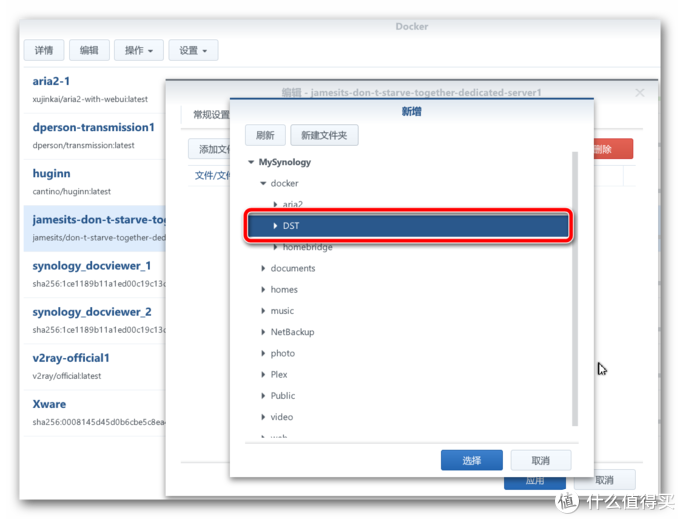 Docker
详情 编辑 操作 设置
aria2-1
xujinkai/aria2-with-webui:latest
dperson-transmission1
dperson/transmission:latest
huginn
cantino/huginn:latest
jamesits-don-t-starve-tog
jamesits/don-t-starve-together-ded
synology_docviewer_1
sha256:1ce1189b11a1ed00c19c13d
synology_docviewer_2
sha256:1ce1189b11a1ed00c19c13d
v2ray-official1
v2ray/official:latest
Xware
sha256:0008145d45d0b6cbe5c8ea
编辑 - jamesits-don-t-starve-together-dedicated-server1
常规设置
添加文件
删除
文件/文件
新增
刷新 新建文件夹
MySynology
docker
aria2
DST
homebridge
documents
homes
music
NetBackup
photo
Plex
Public
video
web
选择 取消
应用 取消
值 什么值得买